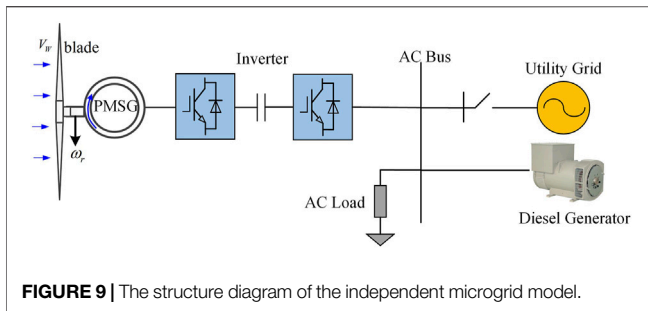 V_W blade
Inverter
AC Bus
Utility Grid
PMSG
ω_r
AC Load
Diesel Generator
FIGURE 9 | The structure diagram of the independent microgrid model.